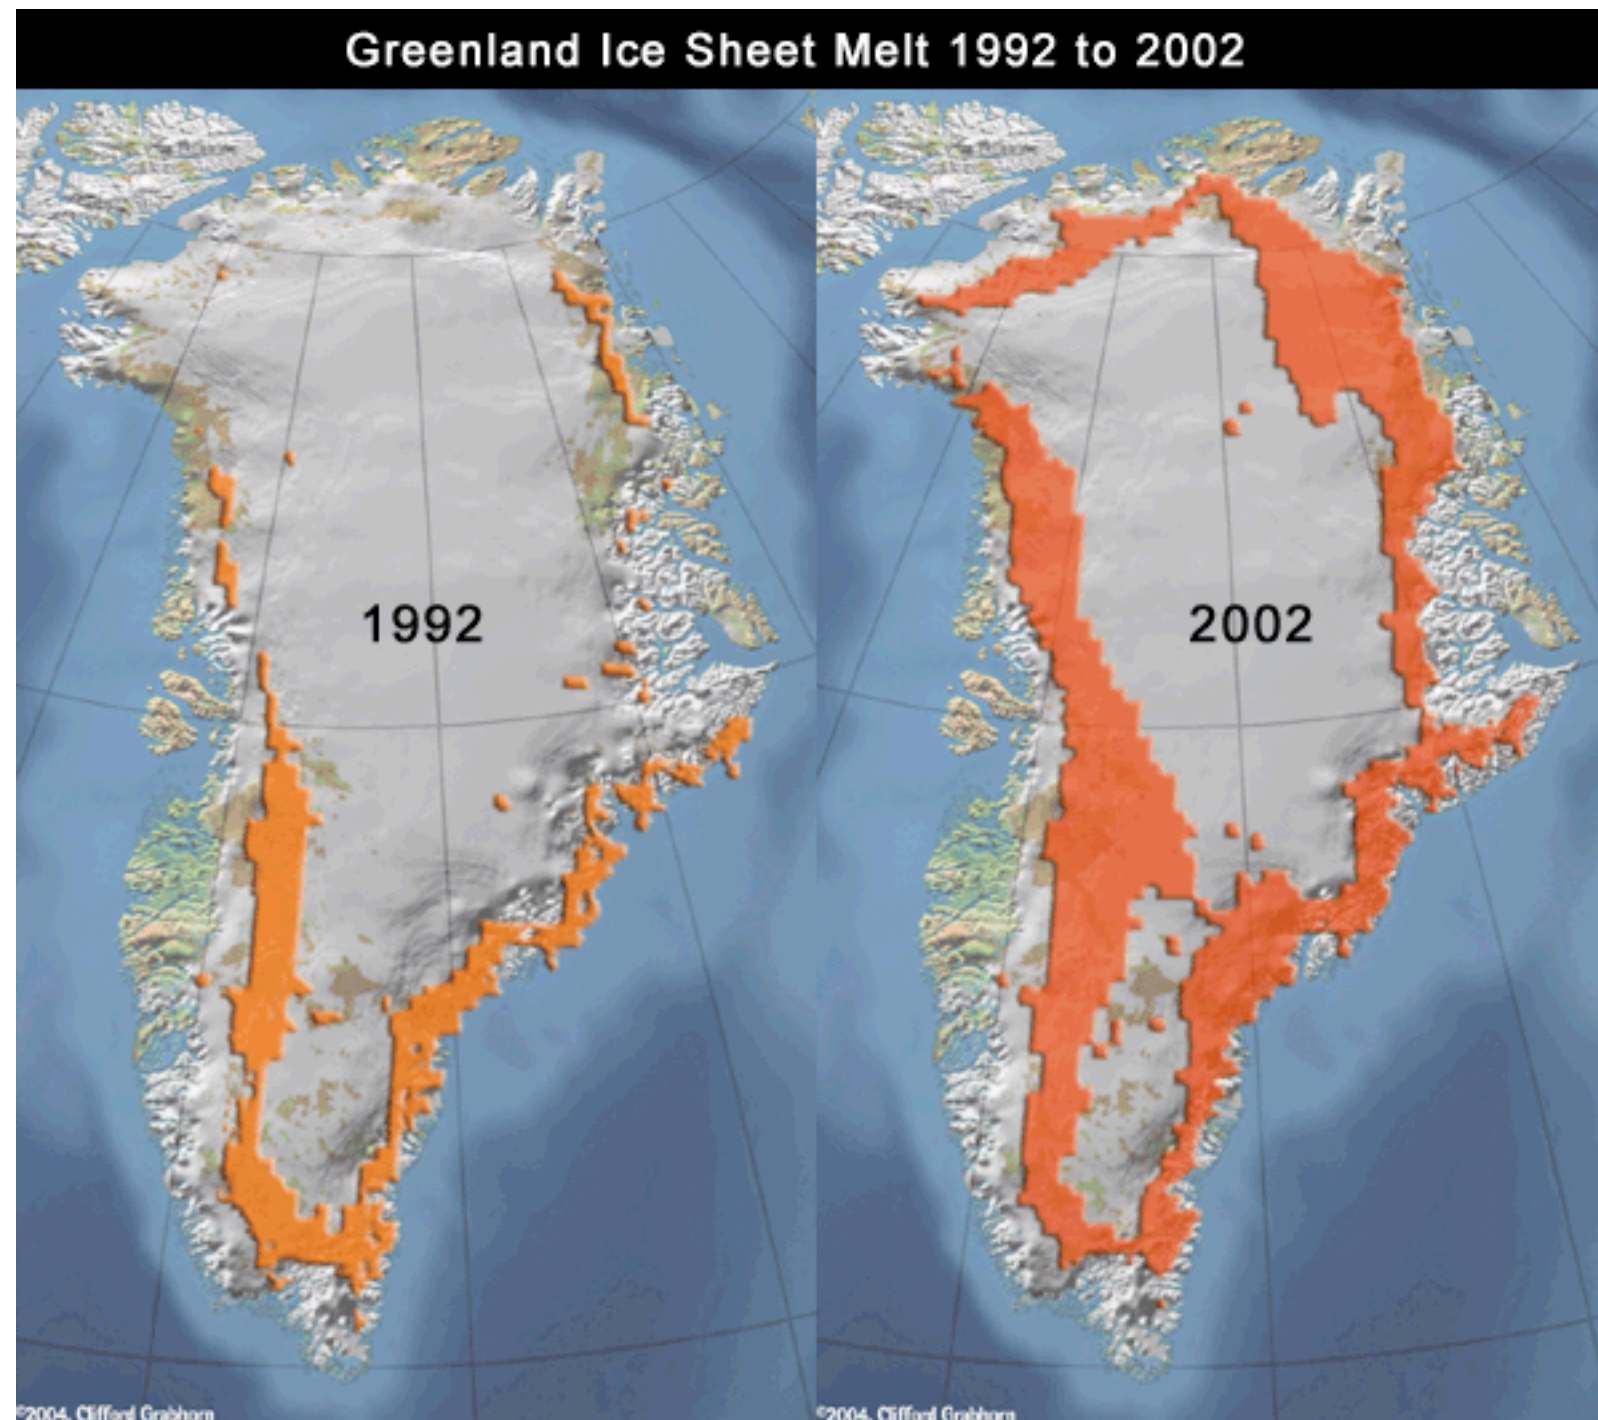 Greenland Ice Sheet Melt 1992 to 2002
1992
2002
©2004, Clifford Grabhorn
©2004, Clifford Grabhorn